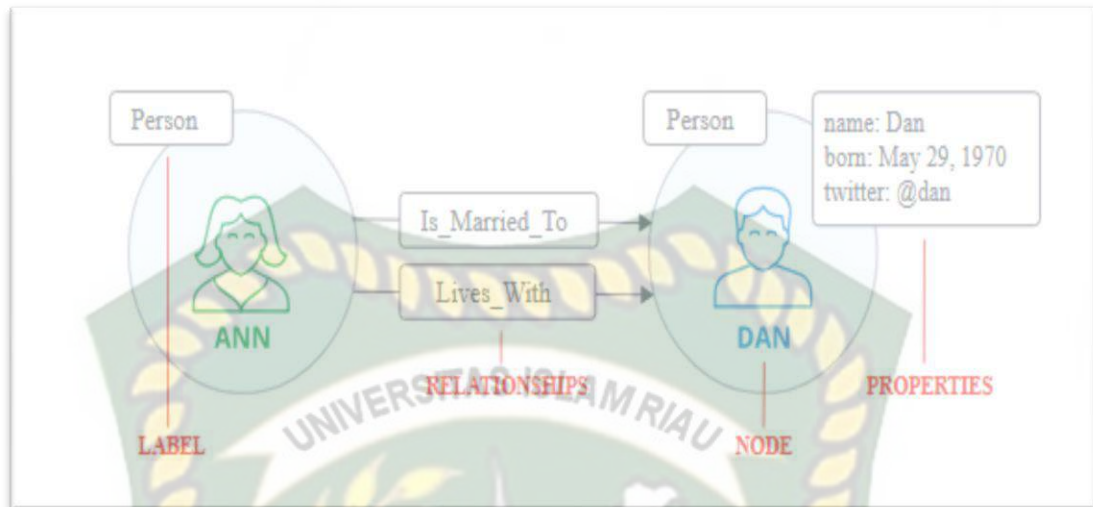 Person
Person
name: Dan
born: May 29, 1970
twitter: @dan
Is_Married_To
Lives_With
ANN
DAN
RELATIONSHIPS
PROPERTIES
LABEL
NODE
UNIVERSITAS ISLAM RIAU